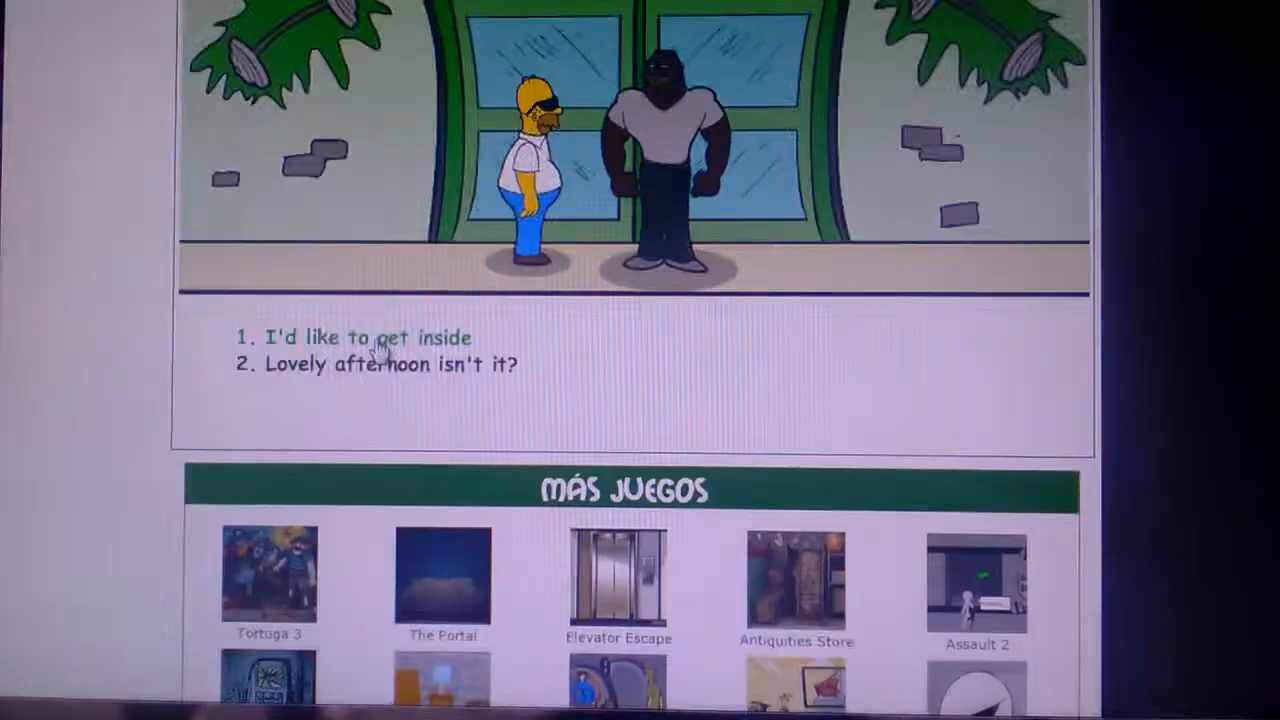 1. I'd like to get inside
2. Lovely afternoon isn't it?
MÁS JUEGOS
Tortuga 3
The Portal
Elevator Escape
Antiquities Store
Assault 2